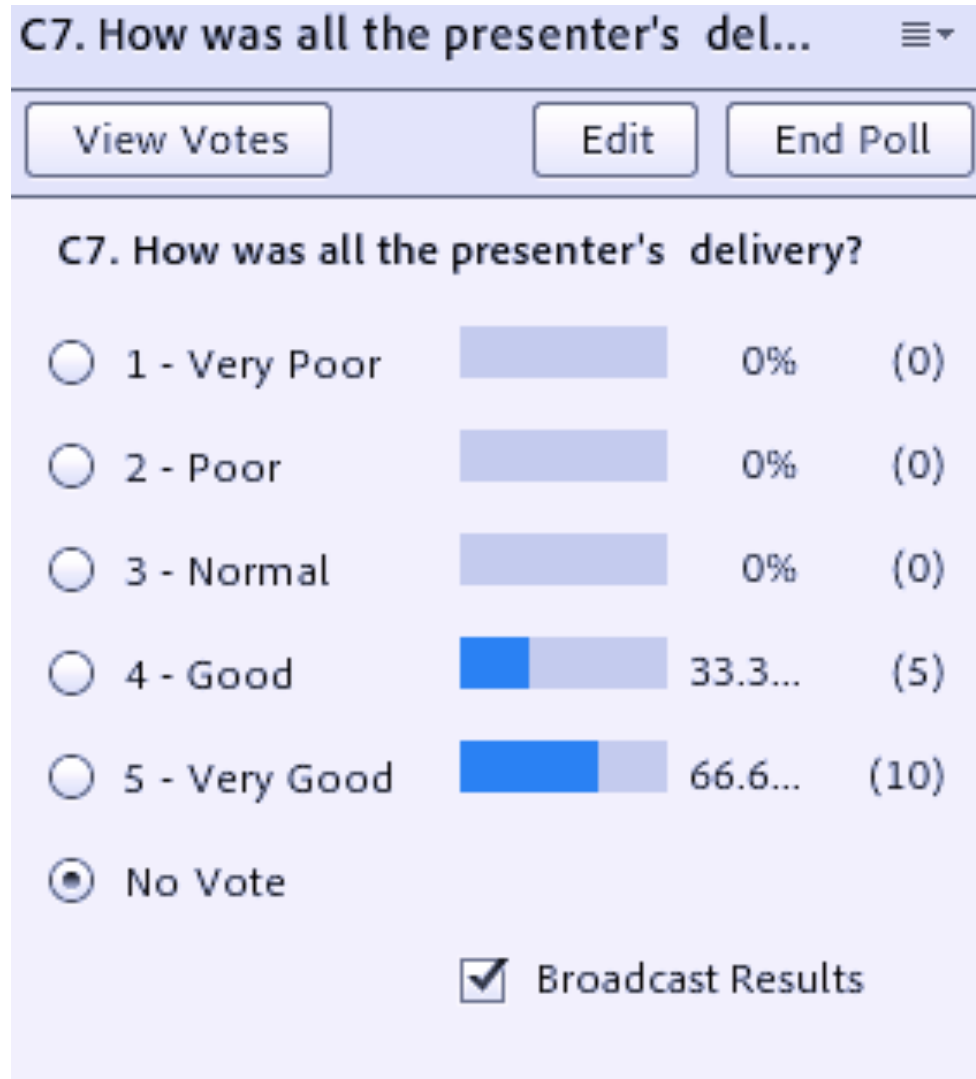 C7. How was all the presenter's del...
View Votes Edit End Poll
C7. How was all the presenter's delivery?
1 - Very Poor 0% (0)
2 - Poor 0% (0)
3 - Normal 0% (0)
4 - Good 33.3... (5)
5 - Very Good 66.6... (10)
No Vote
Broadcast Results